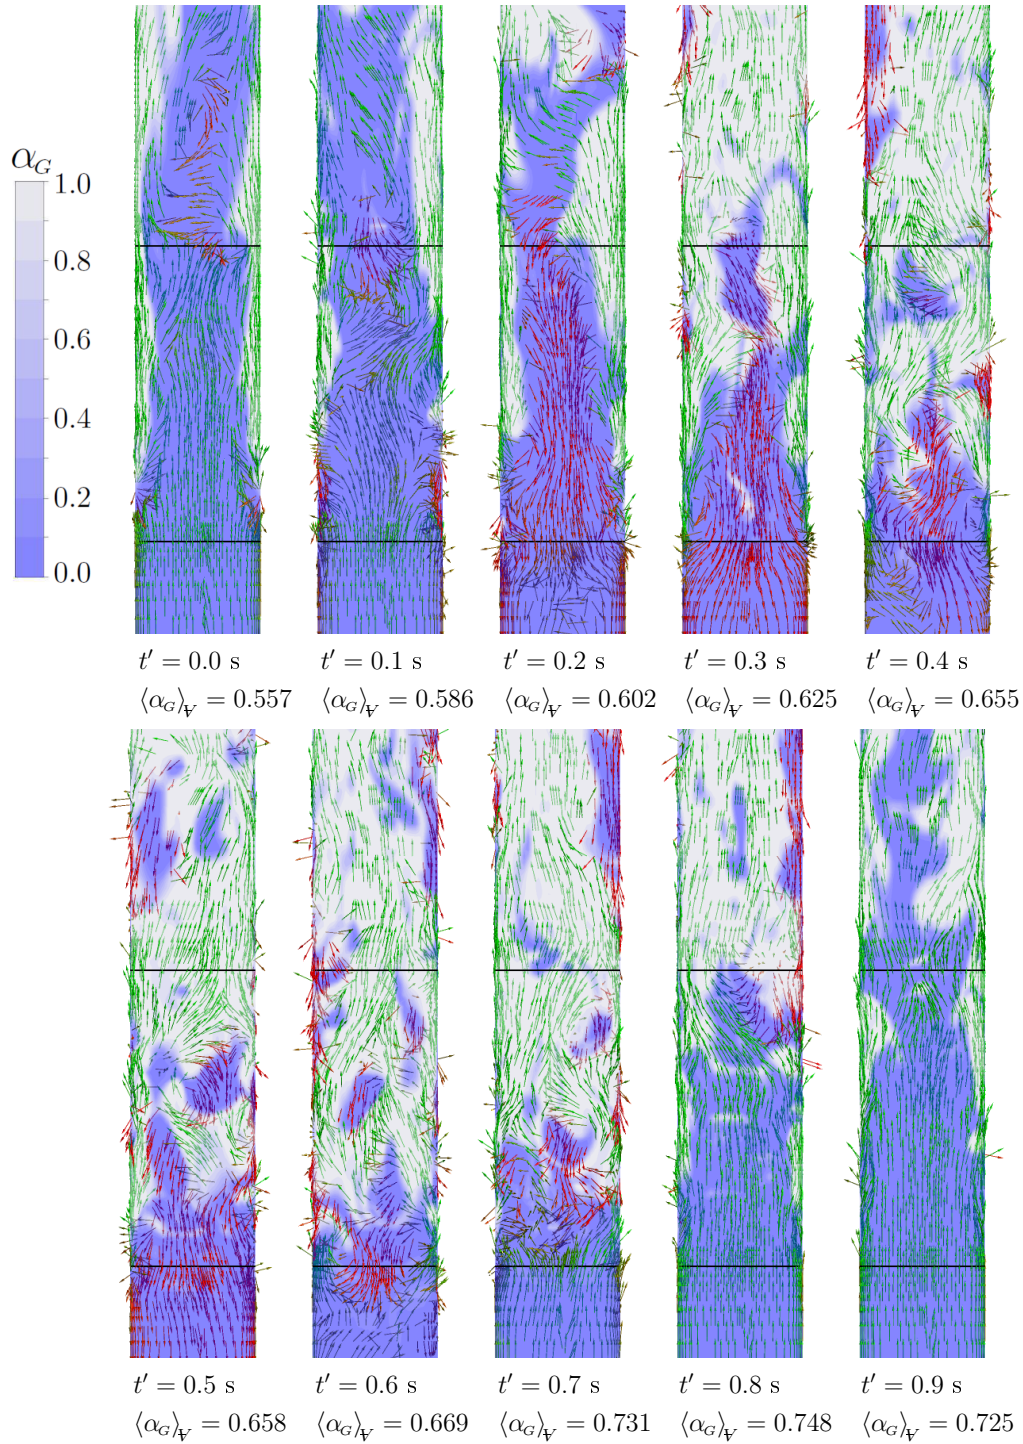 α_G
1.0
0.8
0.6
0.4
0.2
0.0
t′ = 0.0 s t′ = 0.1 s t′ = 0.2 s t′ = 0.3 s t′ = 0.4 s
⟨α_G⟩_V = 0.557 ⟨α_G⟩_V = 0.586 ⟨α_G⟩_V = 0.602 ⟨α_G⟩_V = 0.625 ⟨α_G⟩_V = 0.655
t′ = 0.5 s t′ = 0.6 s t′ = 0.7 s t′ = 0.8 s t′ = 0.9 s
⟨α_G⟩_V = 0.658 ⟨α_G⟩_V = 0.669 ⟨α_G⟩_V = 0.731 ⟨α_G⟩_V = 0.748 ⟨α_G⟩_V = 0.725